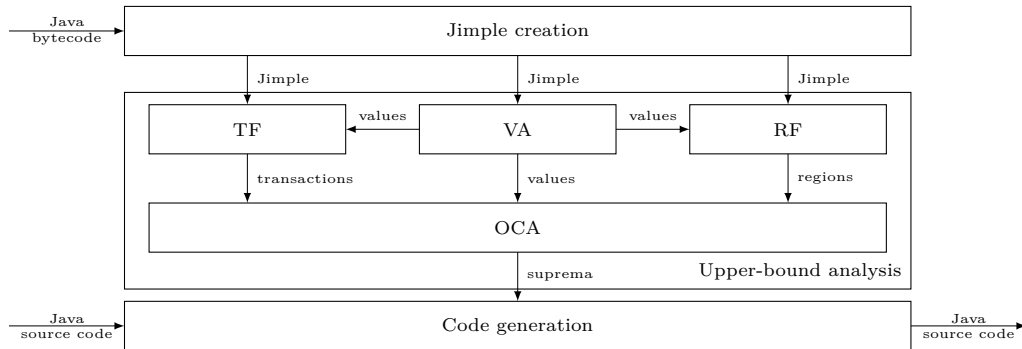 Java
bytecode
Jimple creation
Jimple
Jimple
Jimple
TF
values
VA
values
RF
transactions
values
regions
OCA
Upper-bound analysis
suprema
Java
source code
Code generation
Java
source code